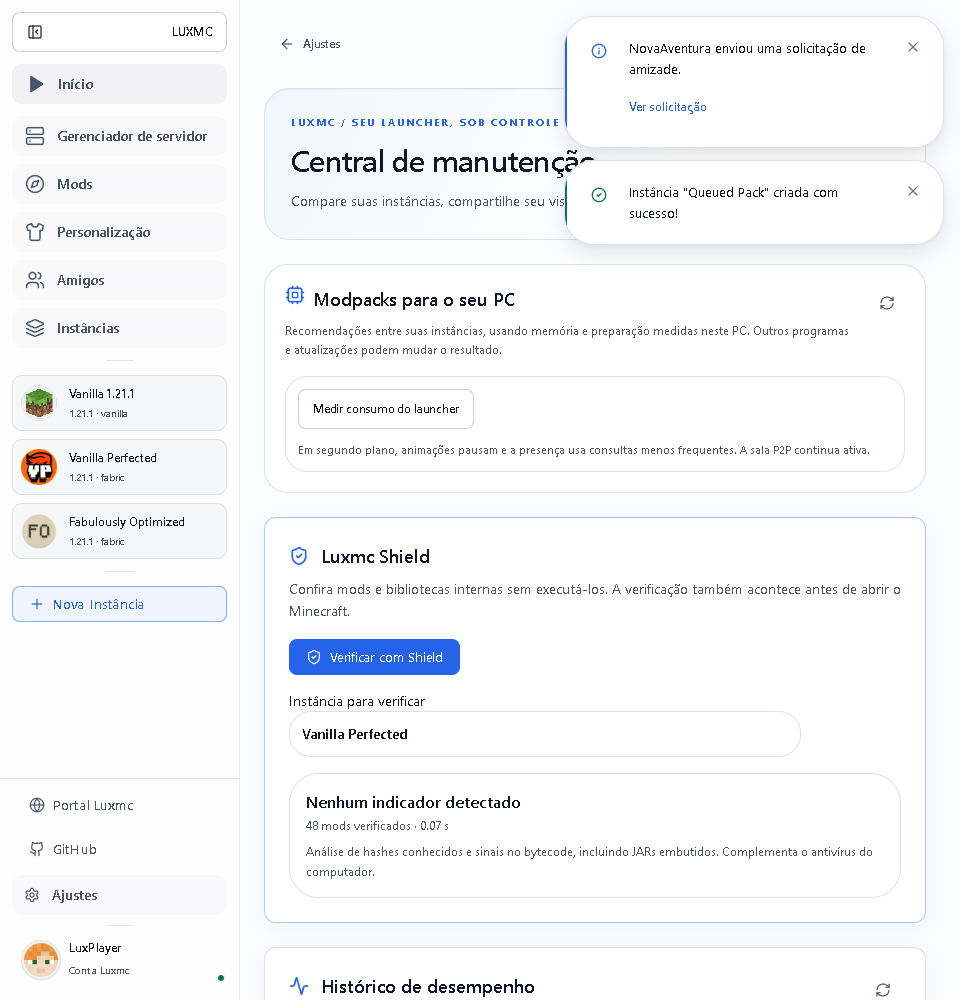 LUXMC
Início
Gerenciador de servidor
Mods
Personalização
Amigos
Instâncias
Vanilla 1.21.1
1.21.1 · vanilla
VP
Vanilla Perfected
1.21.1 · fabric
FO
Fabulously Optimized
1.21.1 · fabric
Nova Instância
Portal Luxmc
GitHub
Ajustes
LuxPlayer
Conta Luxmc
Ajustes
NovaAventura enviou uma solicitação de
amizade.
Ver solicitação
Instância "Queued Pack" criada com
sucesso!
LUXMC / SEU LAUNCHER, SOB CONTROLE
Central de manutenção
Compare suas instâncias, compartilhe seu
Modpacks para o seu PC
Recomendações entre suas instâncias, usando memória e preparação medidas neste PC. Outros programas
e atualizações podem mudar o resultado.
Medir consumo do launcher
Em segundo plano, animações pausam e a presença usa consultas menos frequentes. A sala P2P continua ativa.
Luxmc Shield
Confira mods e bibliotecas internas sem executá-los. A verificação também acontece antes de abrir o
Minecraft.
Verificar com Shield
Instância para verificar
Vanilla Perfected
Nenhum indicador detectado
48 mods verificados · 0.07 s
Análise de hashes conhecidos e sinais no bytecode, incluindo JARs embutidos. Complementa o antivírus do
computador.
Histórico de desempenho